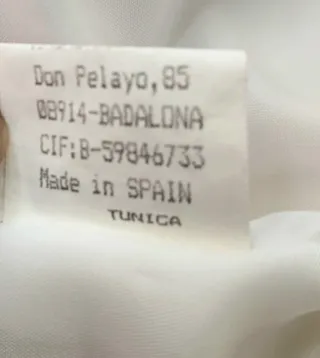 Don Pelayo,85
08914-BADALONA
CIF:B-59846733
Made in SPAIN
TUNICA